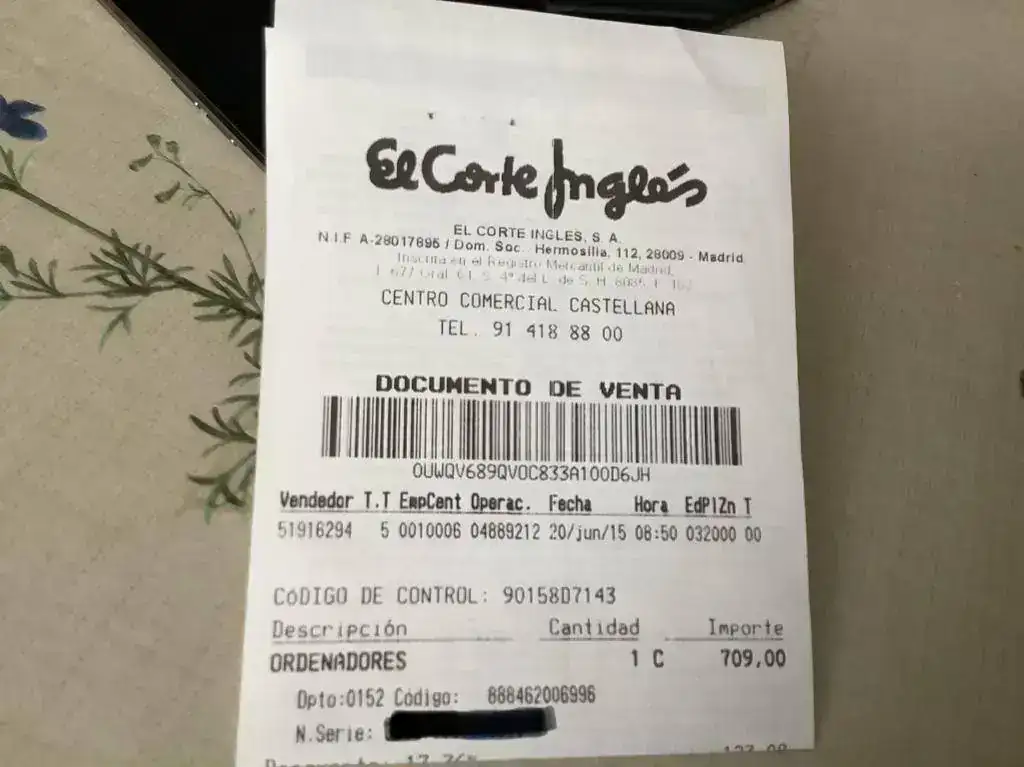 El Corte Inglés
EL CORTE INGLES, S. A.
N.I.F A-28017895 / Dom. Soc.. Hermosilla, 112, 28009 - Madrid
Inscrita en el Registro Mercantil de Madrid,
CENTRO COMERCIAL CASTELLANA
TEL. 91 418 88 00
DOCUMENTO DE VENTA
0UWQV689QV0C833A100D6JH
Vendedor T.T EmpCent Operac. Fecha Hora EdPlZn T
51916294 5 0010006 04889212 20/jun/15 08:50 032000 00
CóDIGO DE CONTROL: 90158D7143
Descripción Cantidad Importe
ORDENADORES 1 C 709,00
Dpto:0152 Código: 888462006996
N.Serie: